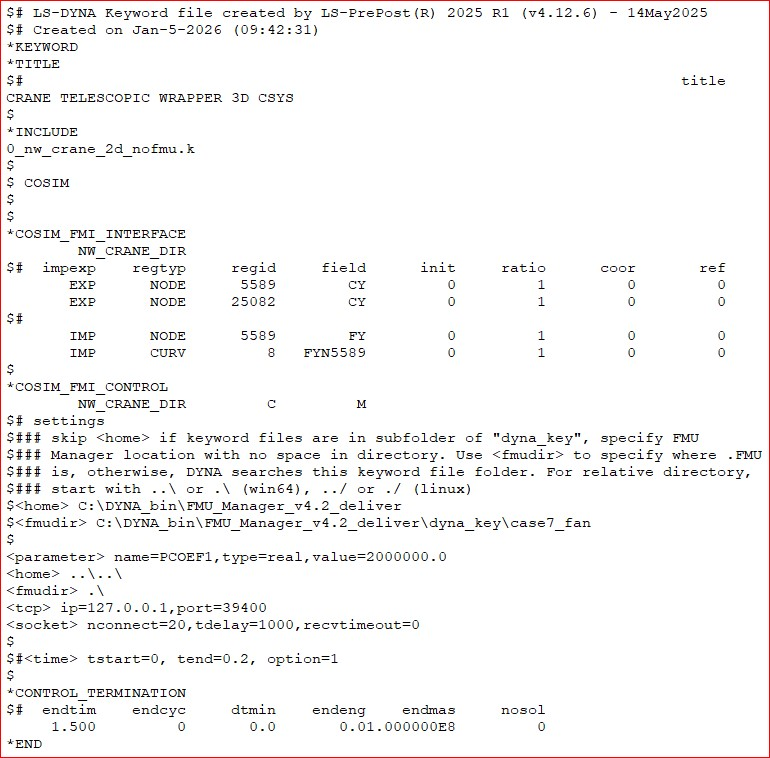 $# LS-DYNA Keyword file created by LS-PrePost(R) 2025 R1 (v4.12.6) - 14May2025
$# Created on Jan-5-2026 (09:42:31)
*KEYWORD
*TITLE
$#                                                                         title
CRANE TELESCOPIC WRAPPER 3D CSYS
$
*INCLUDE
0_nw_crane_2d_nofmu.k
$
$ COSIM
$
$
*COSIM_FMI_INTERFACE
        NW_CRANE_DIR
$#  impexp    regtyp     regid     field      init     ratio      coor       ref
       EXP      NODE      5589        CY         0         1         0         0
       EXP      NODE     25082        CY         0         1         0         0
$#
       IMP      NODE      5589        FY         0         1         0         0
       IMP      CURV         8   FYN5589         0         1         0         0
$
*COSIM_FMI_CONTROL
        NW_CRANE_DIR         C         M
$# settings
$### skip <home> if keyword files are in subfolder of "dyna_key", specify FMU
$### Manager location with no space in directory. Use <fmudir> to specify where .FMU
$### is, otherwise, DYNA searches this keyword file folder. For relative directory,
$### start with ..\ or .\ (win64), ../ or ./ (linux)
$<home> C:\DYNA_bin\FMU_Manager_v4.2_deliver
$<fmudir> C:\DYNA_bin\FMU_Manager_v4.2_deliver\dyna_key\case7_fan
$
<parameter> name=PCOEF1,type=real,value=2000000.0
<home> ..\..\
<fmudir> .\
<tcp> ip=127.0.0.1,port=39400
<socket> nconnect=20,tdelay=1000,recvtimeout=0
$
$#<time> tstart=0, tend=0.2, option=1
$
*CONTROL_TERMINATION
$#  endtim    endcyc     dtmin    endeng    endmas     nosol
     1.500         0       0.0       0.01.000000E8         0
*END